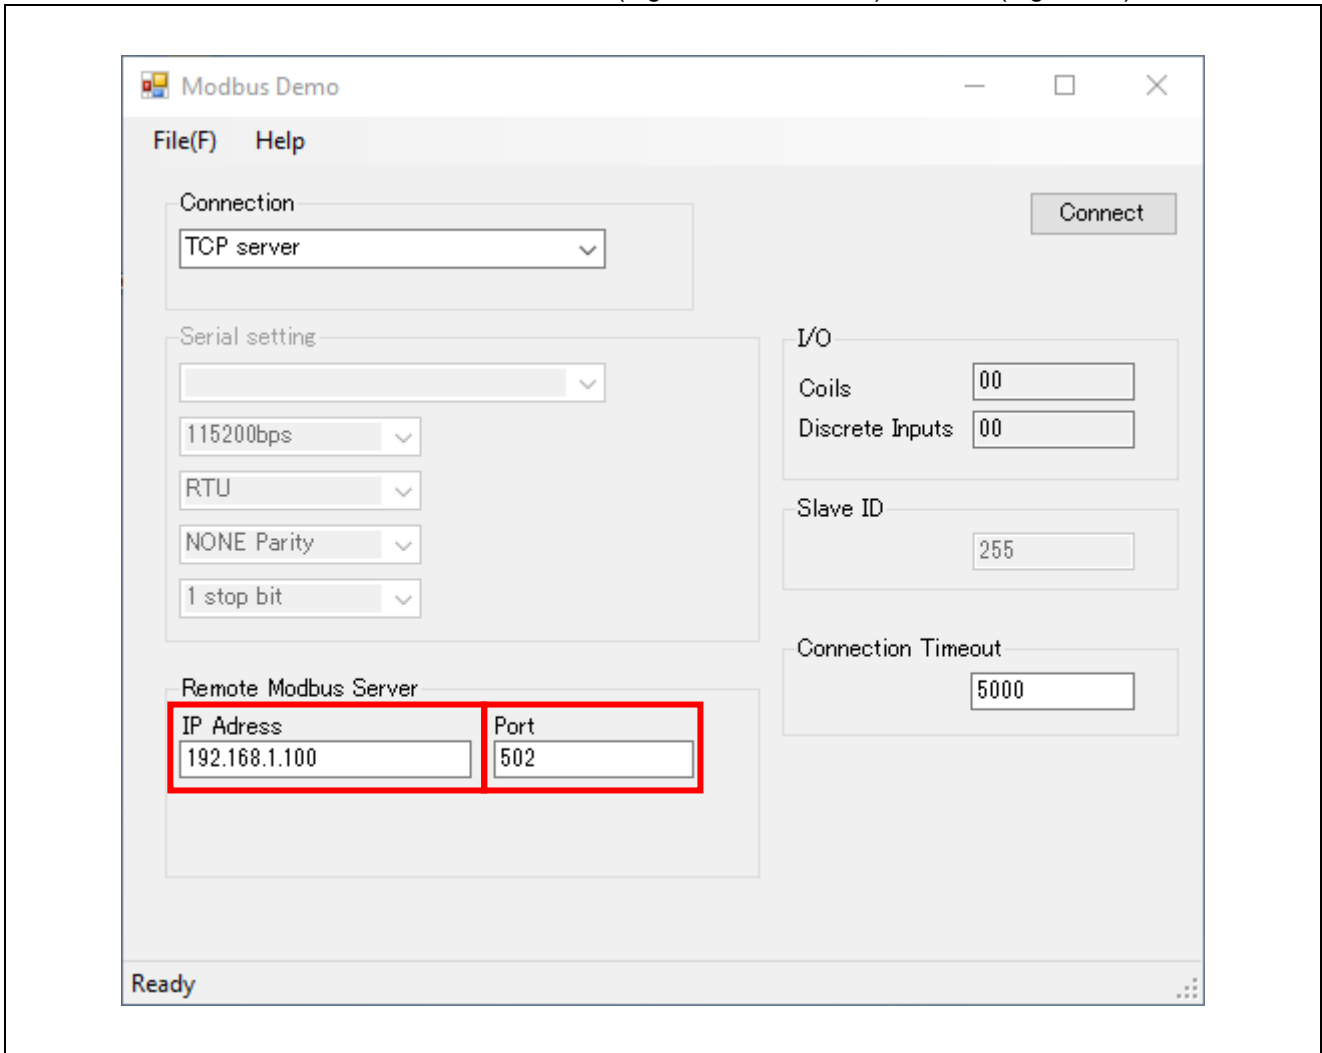 Modbus Demo
File(F) Help
Connection
TCP server
Connect
Serial setting
115200bps
RTU
NONE Parity
1 stop bit
I/O
Coils 00
Discrete Inputs 00
Slave ID
255
Connection Timeout
5000
Remote Modbus Server
IP Adress Port
192.168.1.100 502
Ready